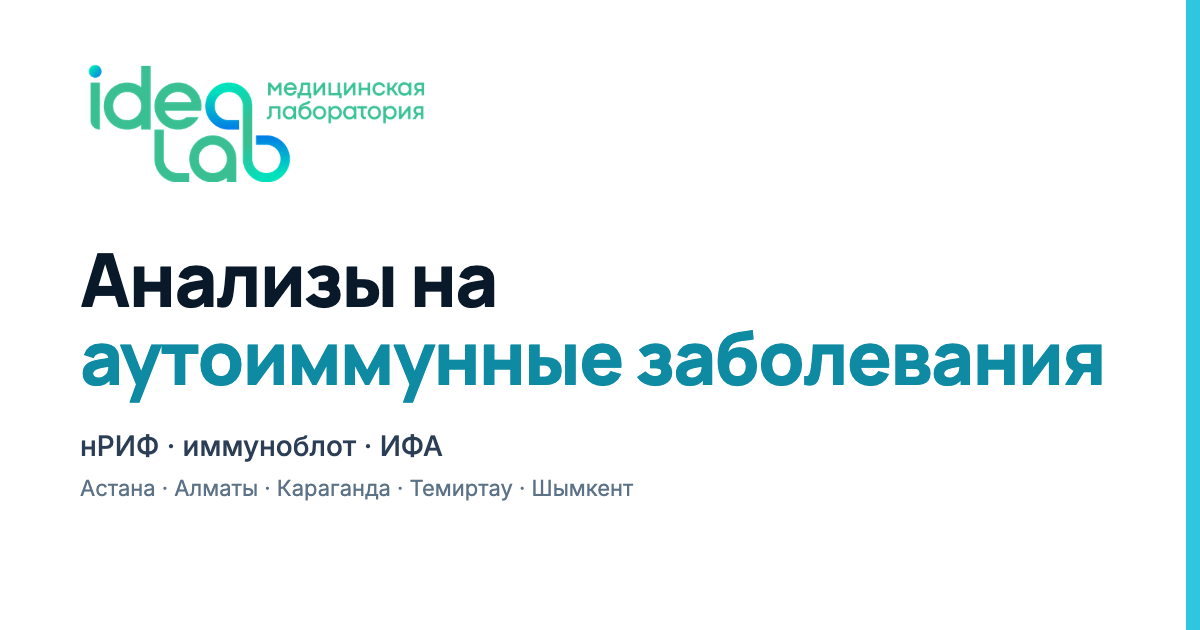 idea lab
медицинская
лаборатория
Анализы на
аутоиммунные заболевания
нРИФ · иммуноблот · ИФА
Астана · Алматы · Караганда · Темиртау · Шымкент